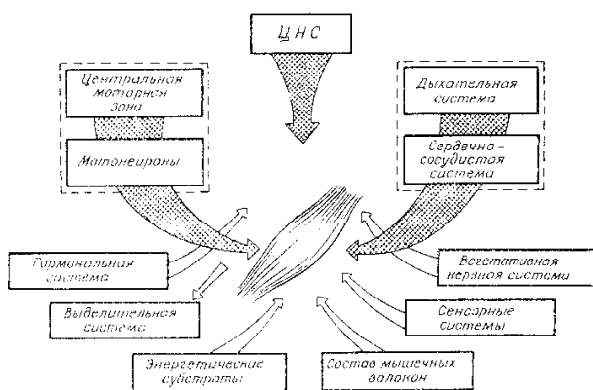 ЦНС
Центральная
моторная
зона
Мотонейроны
Дыхательная
система
Сердечно-
сосудистая
система
Гормональная
система
Вегетативная
нервная система
Выделительная
система
Сенсорные
системы
Энергетические
субстраты
Состав мышечных
волокон